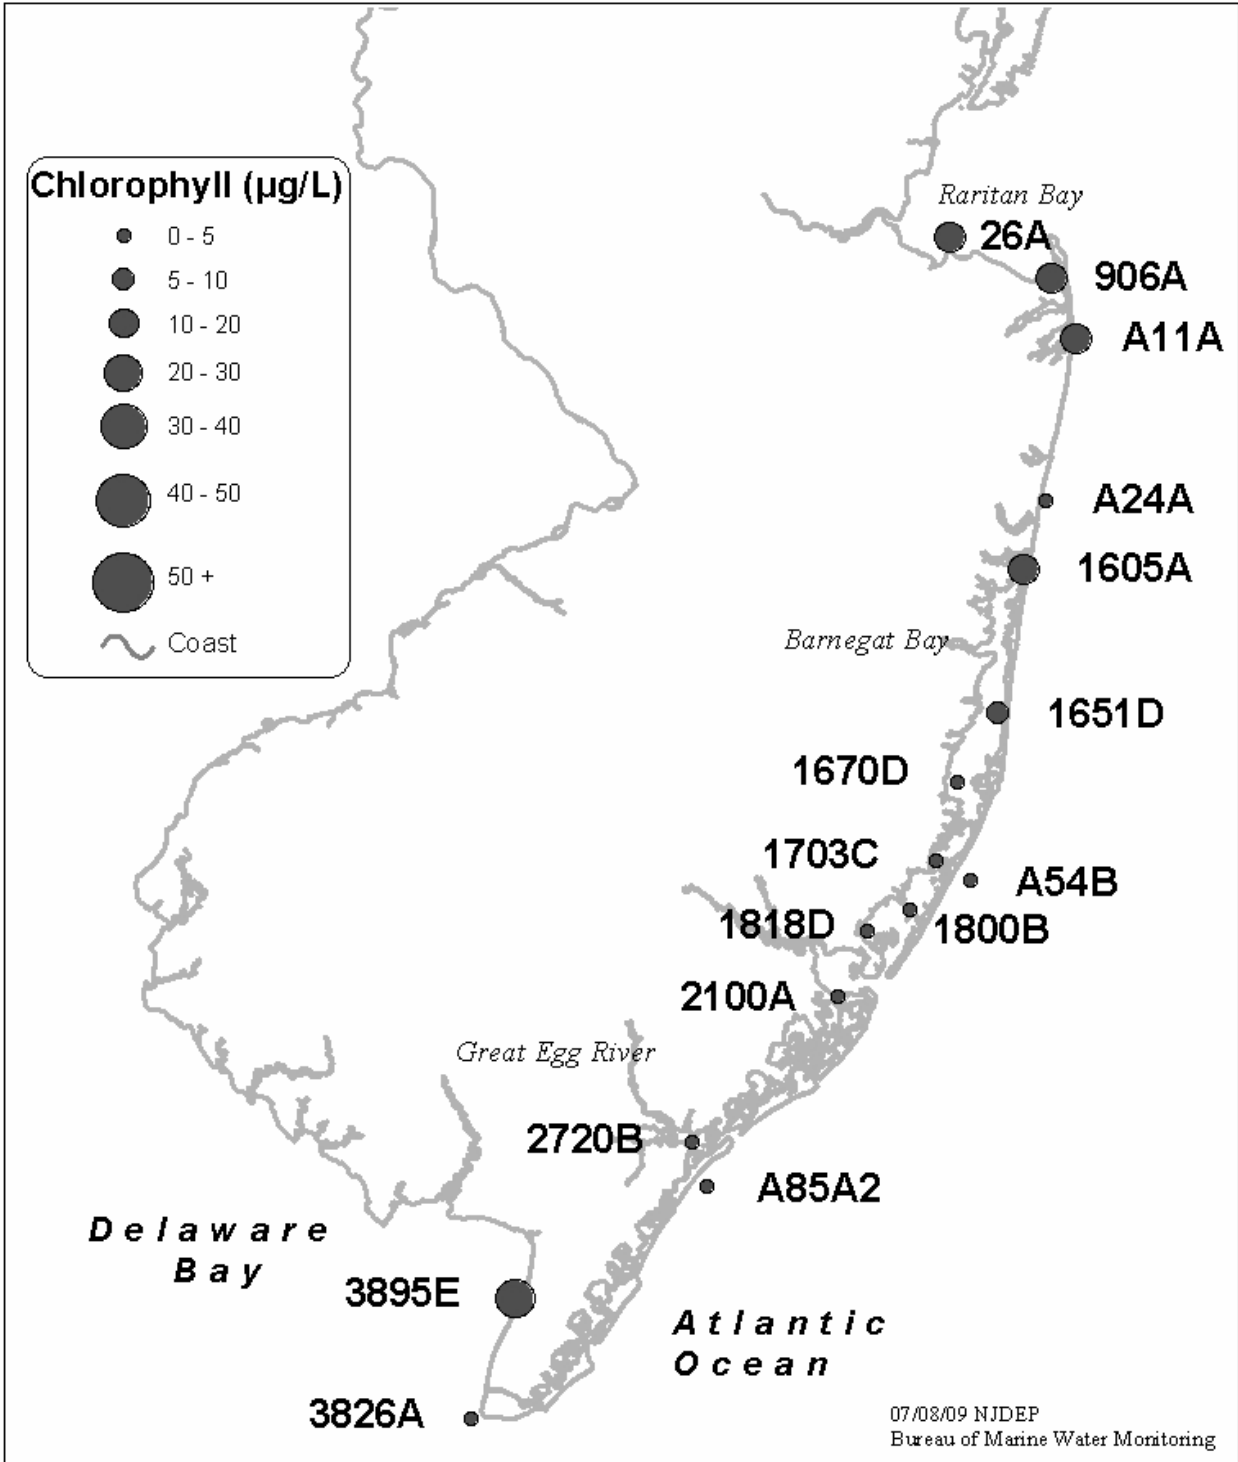 Chlorophyll (µg/L)
0 - 5
5 - 10
10 - 20
20 - 30
30 - 40
40 - 50
50 +
Coast
Raritan Bay
26A
906A
A11A
A24A
1605A
Barnegat Bay
1651D
1670D
1703C
A54B
1818D
1800B
2100A
Great Egg River
2720B
A85A2
Delaware
Bay
3895E
Atlantic
Ocean
3826A
07/08/09 NJDEP
Bureau of Marine Water Monitoring